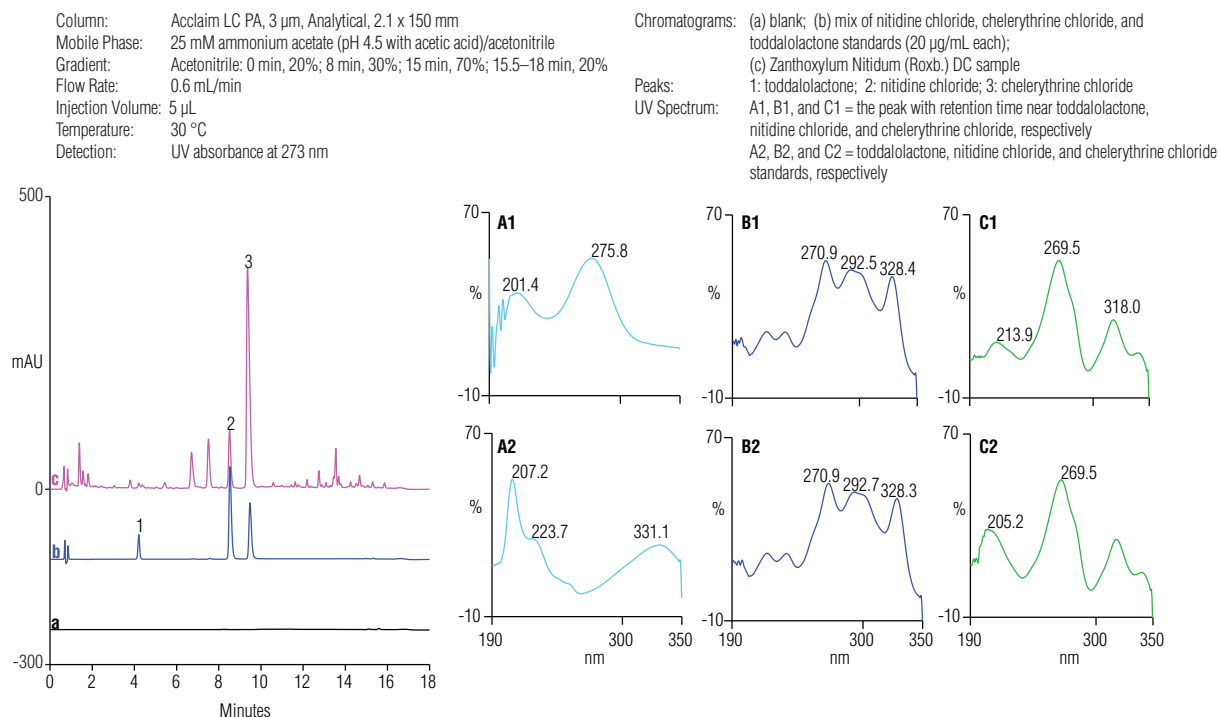 Column: Acclaim LC PA, 3 µm, Analytical, 2.1 x 150 mm
Mobile Phase: 25 mM ammonium acetate (pH 4.5 with acetic acid)/acetonitrile
Gradient: Acetonitrile: 0 min, 20%; 8 min, 30%; 15 min, 70%; 15.5–18 min, 20%
Flow Rate: 0.6 mL/min
Injection Volume: 5 µL
Temperature: 30 °C
Detection: UV absorbance at 273 nm
Chromatograms: (a) blank; (b) mix of nitidine chloride, chelerythrine chloride, and
toddalolactone standards (20 µg/mL each);
(c) Zanthoxylum Nitidum (Roxb.) DC sample
Peaks: 1: toddalolactone; 2: nitidine chloride; 3: chelerythrine chloride
UV Spectrum: A1, B1, and C1 = the peak with retention time near toddalolactone,
nitidine chloride, and chelerythrine chloride, respectively
A2, B2, and C2 = toddalolactone, nitidine chloride, and chelerythrine chloride
standards, respectively
500
3
mAU
2
c
0
1
b
a
-300
0 2 4 6 8 10 12 14 16 18
Minutes
70
A1
275.8
201.4
%
-10
70
B1
270.9
292.5
328.4
%
-10
70
C1
269.5
318.0
213.9
%
-10
70
A2
207.2
223.7
331.1
%
-10
190 300 350
nm
70
B2
270.9
292.7
328.3
%
-10
190 300 350
nm
70
C2
269.5
205.2
%
-10
190 300 350
nm